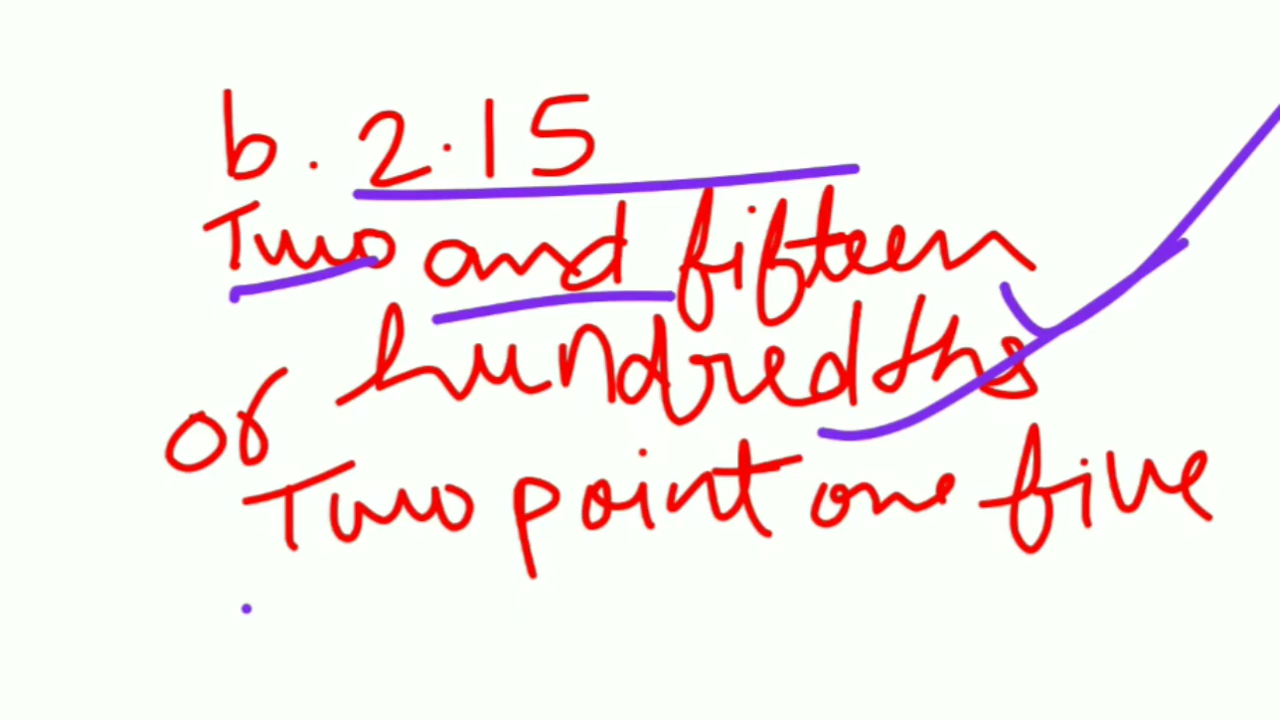 b. 2.15
Two and fifteen
hundredths
or
Two point one five